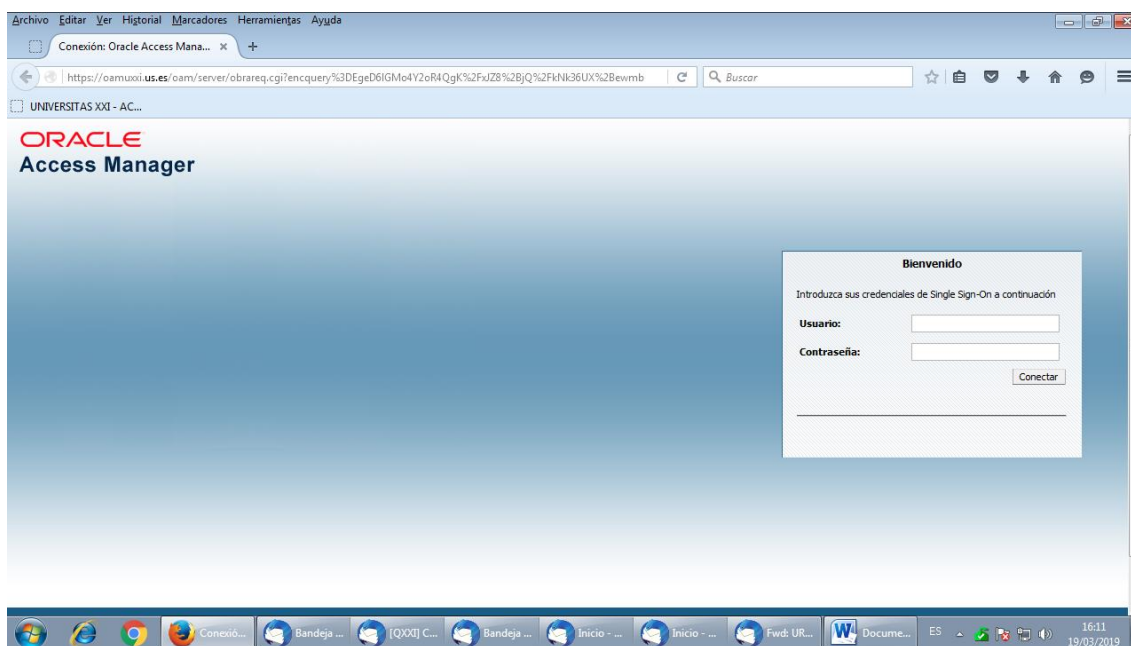 Archivo Editar Ver Historial Marcadores Herramientas Ayuda
Conexión: Oracle Access Mana... × +
https://oamuxxi.us.es/oam/server/obrareq.cgi?encquery%3DEgeD6IGMo4Y2oR4QgK%2FxJZ8%2BjQ%2FkNk36UX%2Bewmb Buscar
UNIVERSITAS XXI - AC...
ORACLE
Access Manager
Bienvenido
Introduzca sus credenciales de Single Sign-On a continuación
Usuario:
Contraseña:
Conectar
Conexió... Bandeja ... [QXXI] C... Bandeja ... Inicio - ... Inicio - ... Fwd: UR... Docume... ES 16:11
19/03/2019